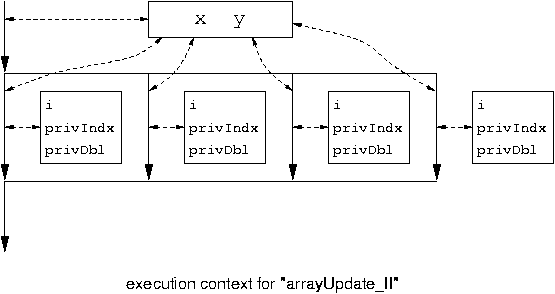 x y
i i i i
privIndx privIndx privIndx privIndx
privDbl privDbl privDbl privDbl
execution context for "arrayUpdate_II"